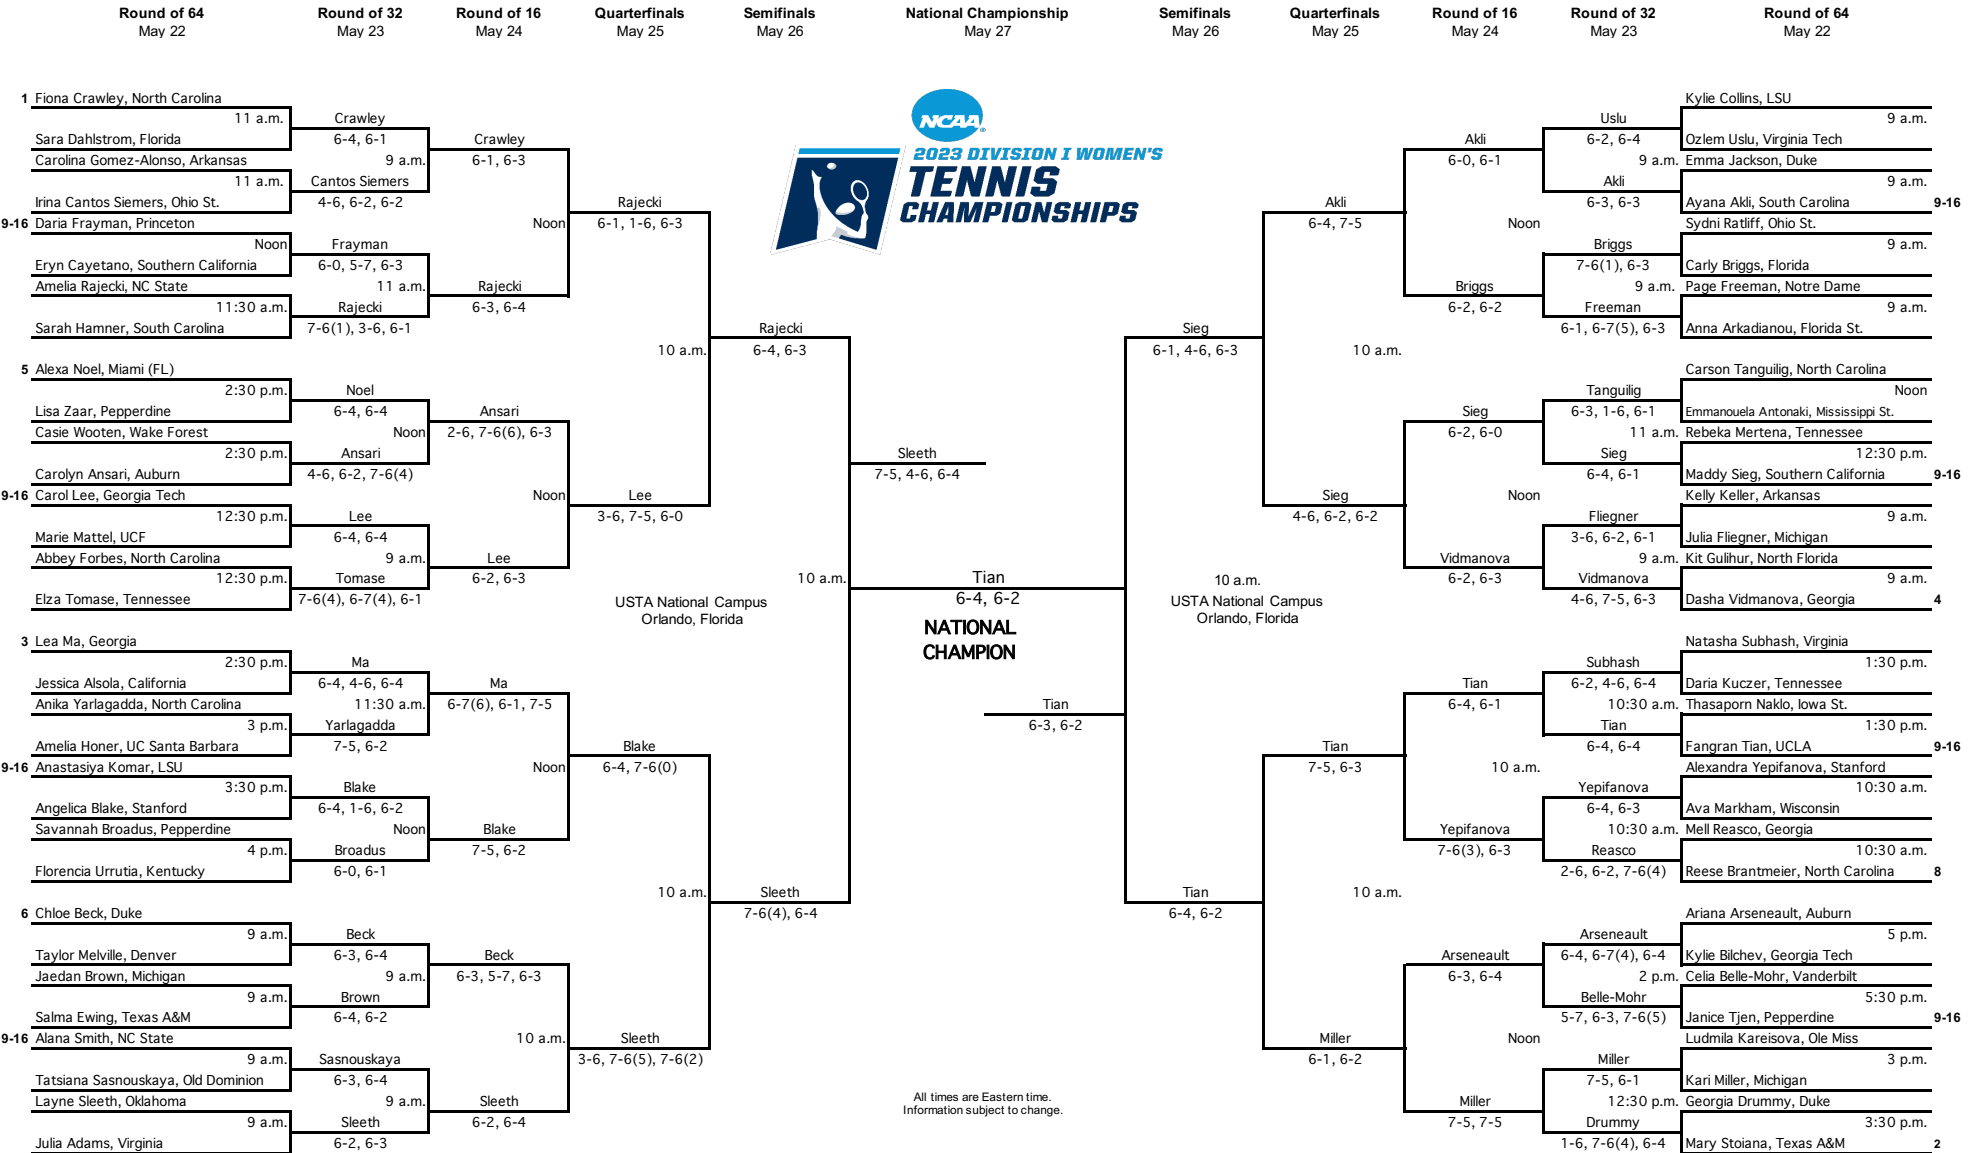 Round of 64
May 22
Round of 32
May 23
Round of 16
May 24
Quarterfinals
May 25
Semifinals
May 26
National Championship
May 27
Semifinals
May 26
Quarterfinals
May 25
Round of 16
May 24
Round of 32
May 23
Round of 64
May 22
NCAA
2023 DIVISION I WOMEN'S
TENNIS
CHAMPIONSHIPS
1 Fiona Crawley, North Carolina
11 a.m.
Sara Dahlstrom, Florida
Carolina Gomez-Alonso, Arkansas
11 a.m.
Irina Cantos Siemers, Ohio St.
9-16 Daria Frayman, Princeton
Noon
Eryn Cayetano, Southern California
Amelia Rajecki, NC State
11:30 a.m.
Sarah Hamner, South Carolina
5 Alexa Noel, Miami (FL)
2:30 p.m.
Lisa Zaar, Pepperdine
Casie Wooten, Wake Forest
2:30 p.m.
Carolyn Ansari, Auburn
9-16 Carol Lee, Georgia Tech
12:30 p.m.
Marie Mattel, UCF
Abbey Forbes, North Carolina
12:30 p.m.
Elza Tomase, Tennessee
3 Lea Ma, Georgia
2:30 p.m.
Jessica Alsola, California
Anika Yarlagadda, North Carolina
3 p.m.
Amelia Honer, UC Santa Barbara
9-16 Anastasiya Komar, LSU
3:30 p.m.
Angelica Blake, Stanford
Savannah Broadus, Pepperdine
4 p.m.
Florencia Urrutia, Kentucky
6 Chloe Beck, Duke
9 a.m.
Taylor Melville, Denver
Jaedan Brown, Michigan
9 a.m.
Salma Ewing, Texas A&M
9-16 Alana Smith, NC State
9 a.m.
Tatsiana Sasnouskaya, Old Dominion
Layne Sleeth, Oklahoma
9 a.m.
Julia Adams, Virginia
Crawley
6-4, 6-1
9 a.m.
Cantos Siemers
4-6, 6-2, 6-2
Frayman
6-0, 5-7, 6-3
11 a.m.
Rajecki
7-6(1), 3-6, 6-1
Noel
6-4, 6-4
Noon
Ansari
4-6, 6-2, 7-6(4)
Lee
6-4, 6-4
9 a.m.
Tomase
7-6(4), 6-7(4), 6-1
Ma
6-4, 4-6, 6-4
11:30 a.m.
Yarlagadda
7-5, 6-2
Blake
6-4, 1-6, 6-2
Noon
Broadus
6-0, 6-1
Beck
6-3, 6-4
9 a.m.
Brown
6-4, 6-2
Sasnouskaya
6-3, 6-4
9 a.m.
Sleeth
6-2, 6-3
Crawley
6-1, 6-3
Noon
Rajecki
6-3, 6-4
Ansari
2-6, 7-6(6), 6-3
Noon
Lee
6-2, 6-3
Ma
6-7(6), 6-1, 7-5
Noon
Blake
7-5, 6-2
Beck
6-3, 5-7, 6-3
10 a.m.
Sleeth
6-2, 6-4
Rajecki
6-1, 1-6, 6-3
10 a.m.
Lee
3-6, 7-5, 6-0
USTA National Campus
Orlando, Florida
Blake
6-4, 7-6(0)
10 a.m.
Sleeth
3-6, 7-6(5), 7-6(2)
Rajecki
6-4, 6-3
10 a.m.
Sleeth
7-6(4), 6-4
Sleeth
7-5, 4-6, 6-4
Tian
6-4, 6-2
NATIONAL
CHAMPION
Tian
6-3, 6-2
All times are Eastern time.
Information subject to change.
Sieg
6-1, 4-6, 6-3
10 a.m.
USTA National Campus
Orlando, Florida
Tian
6-4, 6-2
Akli
6-4, 7-5
10 a.m.
Sieg
4-6, 6-2, 6-2
Tian
7-5, 6-3
10 a.m.
Miller
6-1, 6-2
Akli
6-0, 6-1
Noon
Briggs
6-2, 6-2
Sieg
6-2, 6-0
Noon
Vidmanova
6-2, 6-3
Tian
6-4, 6-1
10 a.m.
Yepifanova
7-6(3), 6-3
Arseneault
6-3, 6-4
Noon
Miller
7-5, 7-5
Uslu
6-2, 6-4
9 a.m.
Akli
6-3, 6-3
Briggs
7-6(1), 6-3
9 a.m.
Freeman
6-1, 6-7(5), 6-3
Tanguilig
6-3, 1-6, 6-1
11 a.m.
Sieg
6-4, 6-1
Fliegner
3-6, 6-2, 6-1
9 a.m.
Vidmanova
4-6, 7-5, 6-3
Subhash
6-2, 4-6, 6-4
10:30 a.m.
Tian
6-4, 6-4
Yepifanova
6-4, 6-3
10:30 a.m.
Reasco
2-6, 6-2, 7-6(4)
Arseneault
6-4, 6-7(4), 6-4
2 p.m.
Belle-Mohr
5-7, 6-3, 7-6(5)
Miller
7-5, 6-1
12:30 p.m.
Drummy
1-6, 7-6(4), 6-4
Kylie Collins, LSU
9 a.m.
Ozlem Uslu, Virginia Tech
Emma Jackson, Duke
9 a.m.
Ayana Akli, South Carolina 9-16
Sydni Ratliff, Ohio St.
9 a.m.
Carly Briggs, Florida
Page Freeman, Notre Dame
9 a.m.
Anna Arkadianou, Florida St.
Carson Tanguilig, North Carolina
Noon
Emmanouela Antonaki, Mississippi St.
Rebeka Mertena, Tennessee
12:30 p.m.
Maddy Sieg, Southern California 9-16
Kelly Keller, Arkansas
9 a.m.
Julia Fliegner, Michigan
Kit Gulihur, North Florida
9 a.m.
Dasha Vidmanova, Georgia 4
Natasha Subhash, Virginia
1:30 p.m.
Daria Kuczer, Tennessee
Thasaporn Naklo, Iowa St.
1:30 p.m.
Fangran Tian, UCLA 9-16
Alexandra Yepifanova, Stanford
10:30 a.m.
Ava Markham, Wisconsin
Mell Reasco, Georgia
10:30 a.m.
Reese Brantmeier, North Carolina 8
Ariana Arseneault, Auburn
5 p.m.
Kylie Bilchev, Georgia Tech
Celia Belle-Mohr, Vanderbilt
5:30 p.m.
Janice Tjen, Pepperdine 9-16
Ludmila Kareisova, Ole Miss
3 p.m.
Kari Miller, Michigan
Georgia Drummy, Duke
3:30 p.m.
Mary Stoiana, Texas A&M 2